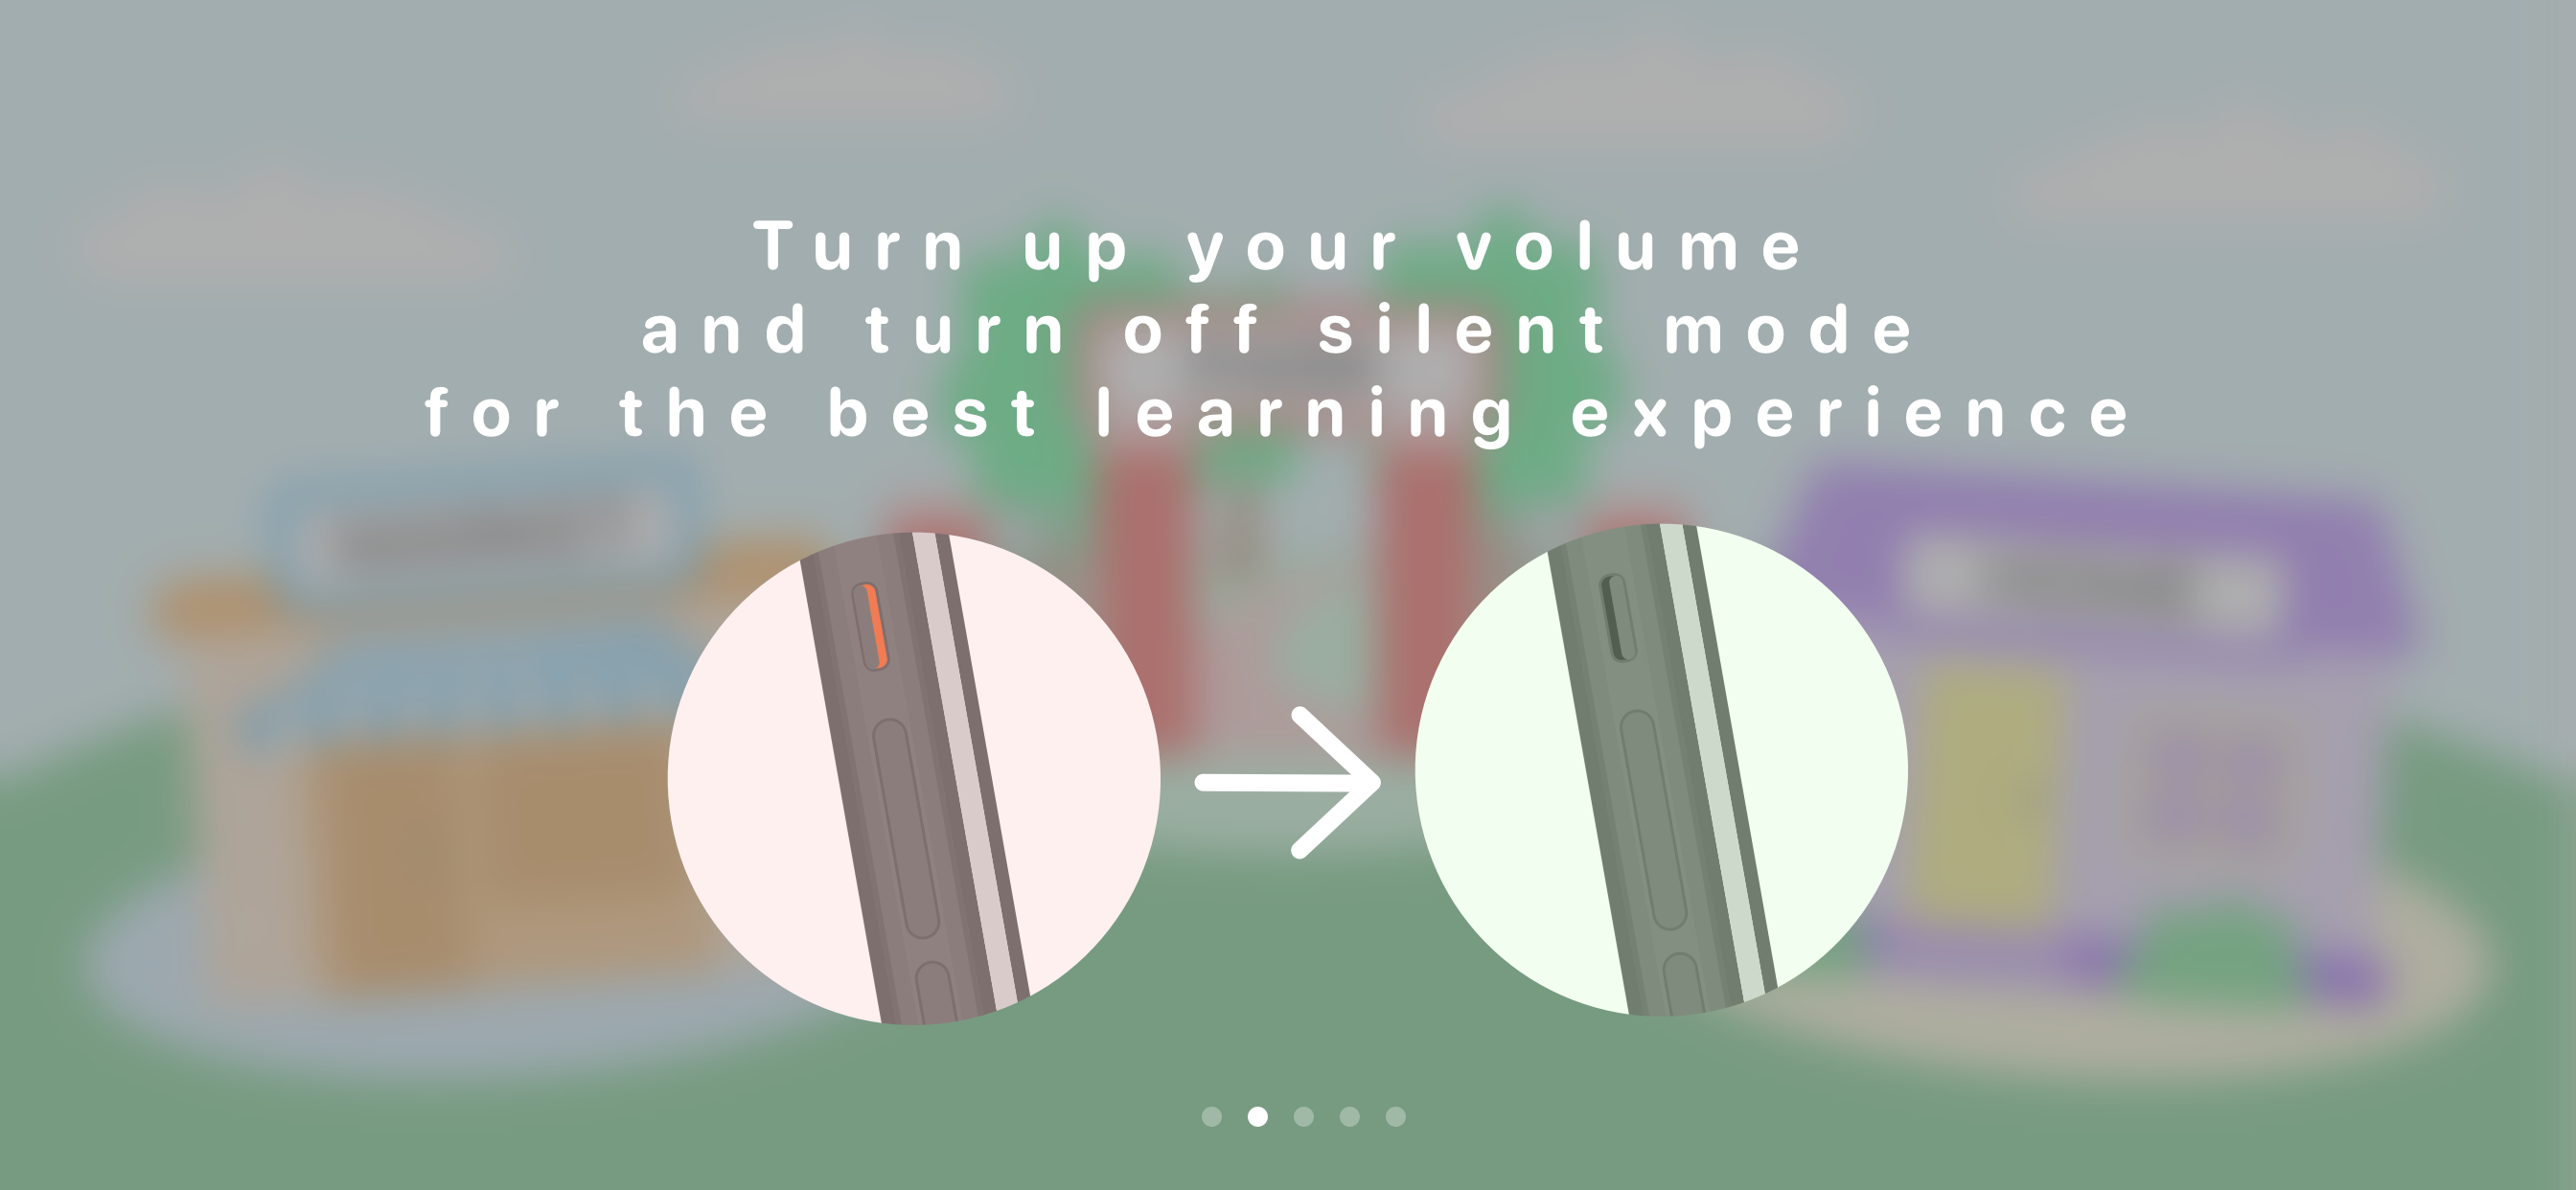 Turn up your volume
and turn off silent mode
for the best learning experience